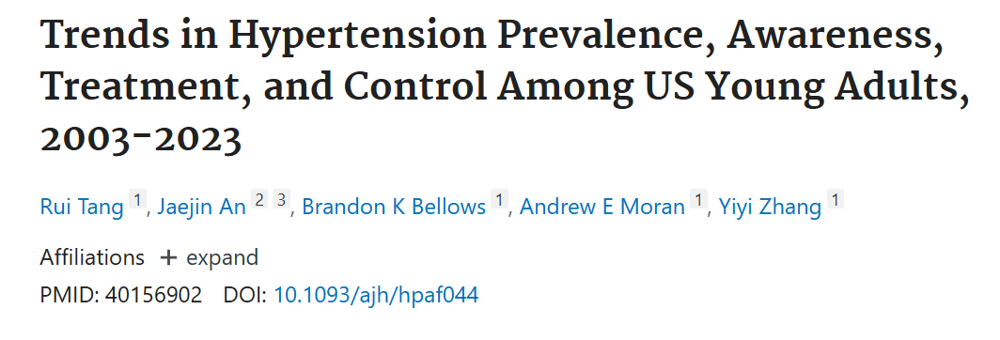 Trends in Hypertension Prevalence, Awareness,
Treatment, and Control Among US Young Adults,
2003-2023
Rui Tang 1, Jaejin An 2 3, Brandon K Bellows 1, Andrew E Moran 1, Yiyi Zhang 1
Affiliations + expand
PMID: 40156902 DOI: 10.1093/ajh/hpaf044